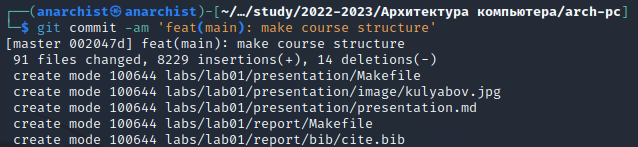 ┌──(anarchist㉿anarchist)-[~/…/study/2022-2023/Архитектура компьютера/arch-pc]
└─$ git commit -am 'feat(main): make course structure'
[master 002047d] feat(main): make course structure
 91 files changed, 8229 insertions(+), 14 deletions(-)
 create mode 100644 labs/lab01/presentation/Makefile
 create mode 100644 labs/lab01/presentation/image/kulyabov.jpg
 create mode 100644 labs/lab01/presentation/presentation.md
 create mode 100644 labs/lab01/report/Makefile
 create mode 100644 labs/lab01/report/bib/cite.bib